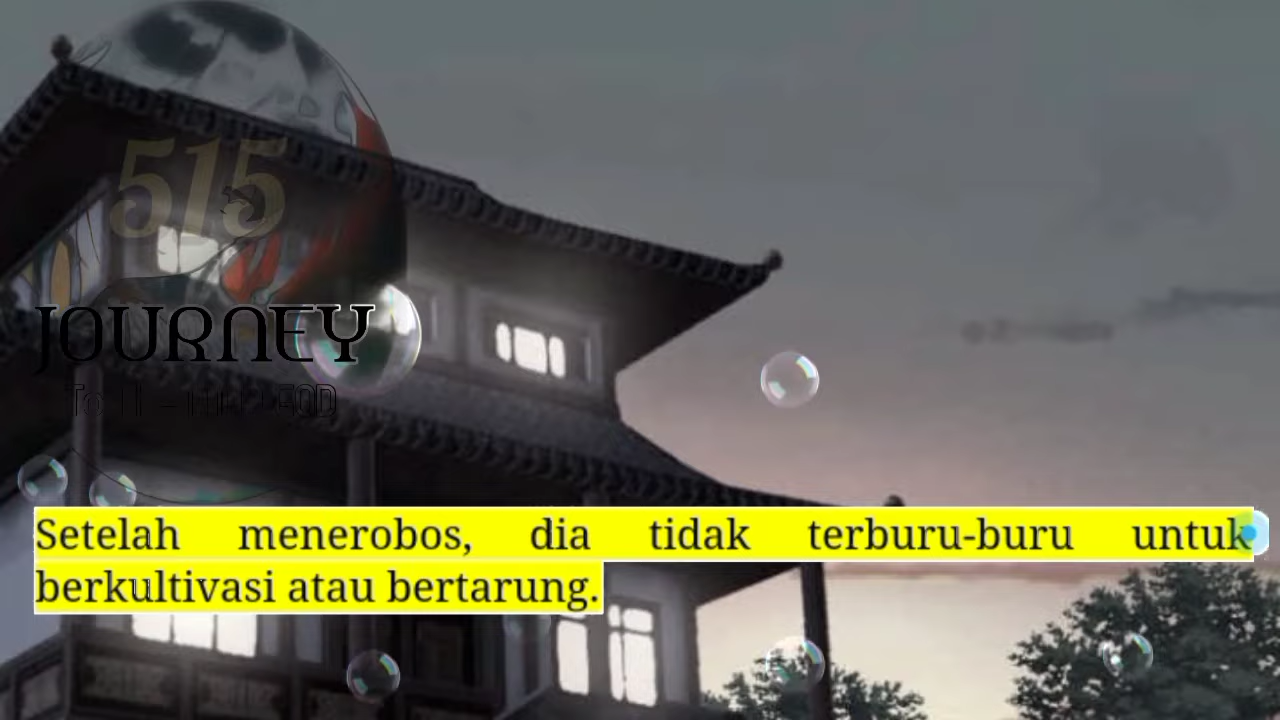 515
JOURNEY
Setelah menerobos, dia tidak terburu-buru untuk
berkultivasi atau bertarung.